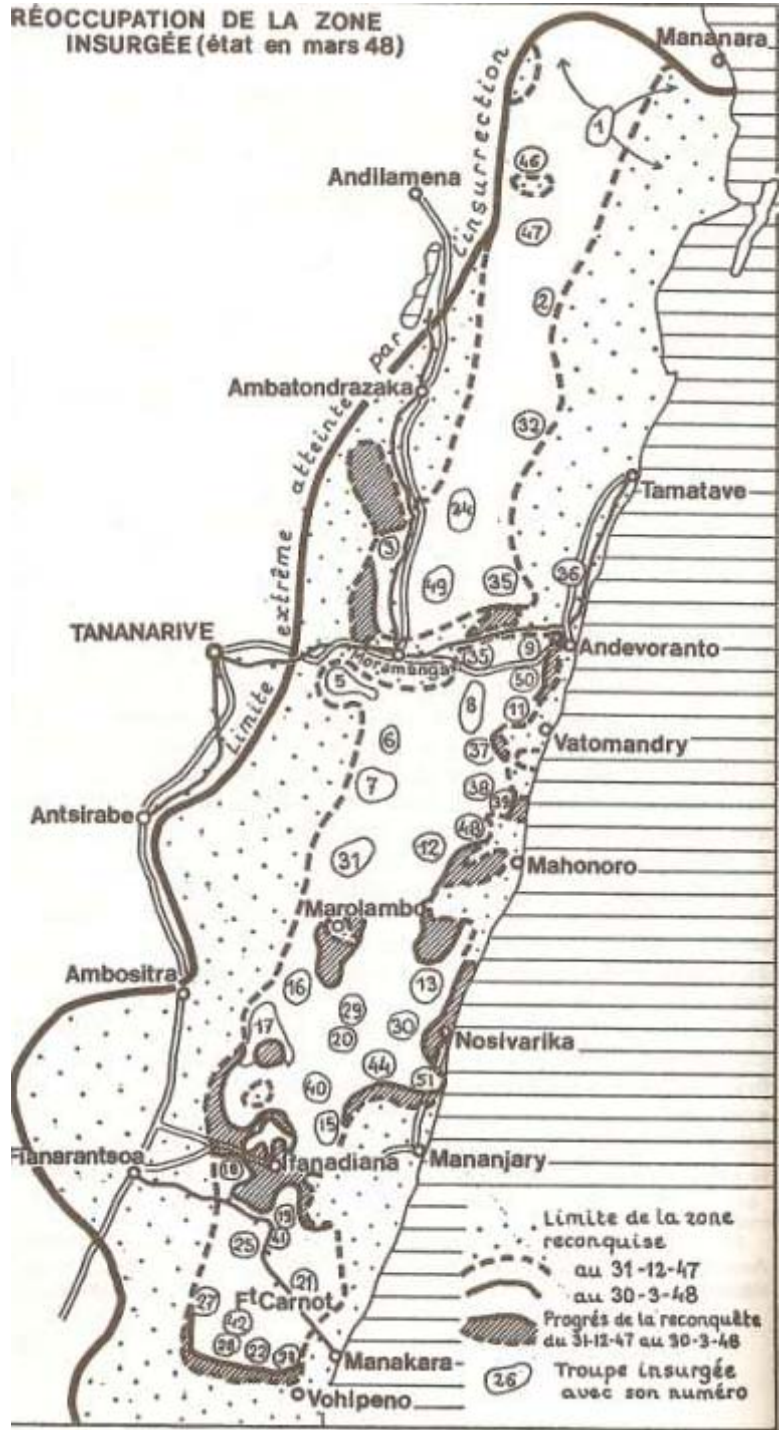 RÉOCCUPATION DE LA ZONE
INSURGÉE (état en mars 48)
Mananara
1
46
Andilamena
47
2
Limite extrême atteinte par l'insurrection
Ambatondrazaka
32
Tamatave
24
3
49
35
36
TANANARIVE
Moramanga
35
9
Andevoranto
5
50
8
11
6
37
Vatomandry
7
38
39
Antsirabe
48
12
31
Mahonoro
Marolambo
Ambositra
16
13
29
17
20
30
Nosivarika
44
51
40
15
Fianarantsoa
Ifanadiana
Mananjary
19
25
41
21
27
Ft Carnot
42
22
Manakara
Vohipeno
Limite de la zone
reconquise
au 31-12-47
au 30-3-48
Progrés de la reconquête
du 31-12-47 au 30-3-48
26
Troupe insurgée
avec son numéro